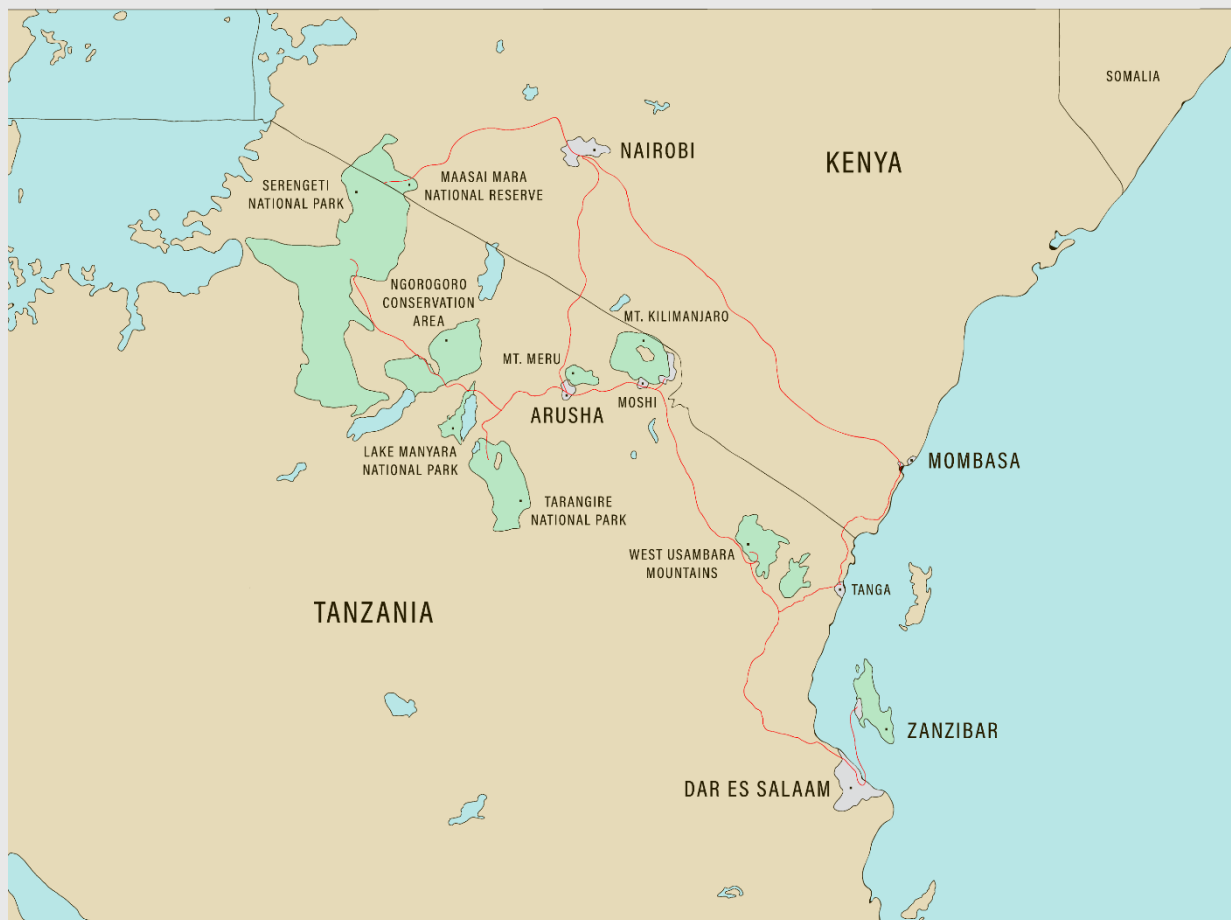 SOMALIA
NAIROBI
KENYA
MAASAI MARA
NATIONAL RESERVE
SERENGETI
NATIONAL PARK
NGOROGORO
CONSERVATION
AREA
MT. KILIMANJARO
MT. MERU
MOSHI
ARUSHA
LAKE MANYARA
NATIONAL PARK
MOMBASA
TARANGIRE
NATIONAL PARK
WEST USAMBARA
MOUNTAINS
TANGA
TANZANIA
ZANZIBAR
DAR ES SALAAM